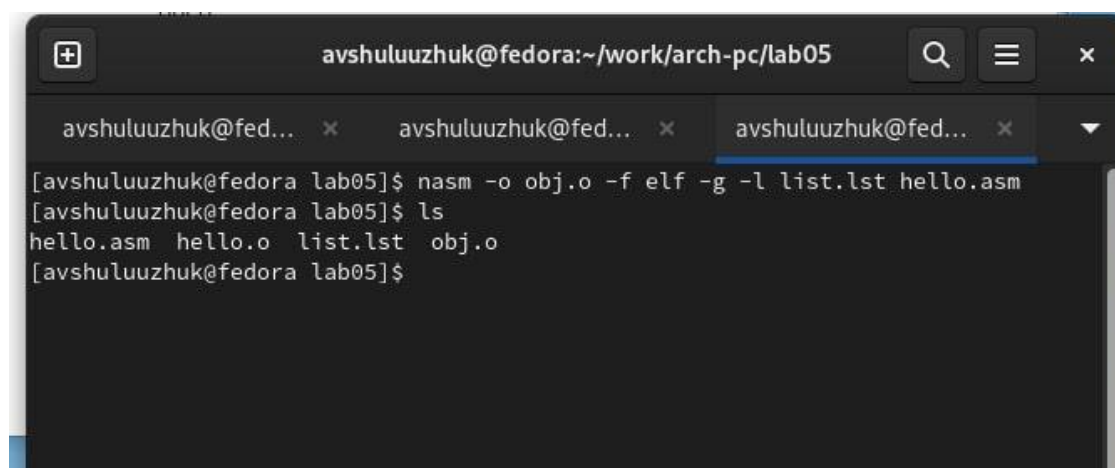 avshuluuzhuk@fedora:~/work/arch-pc/lab05
avshuluuzhuk@fed... avshuluuzhuk@fed... avshuluuzhuk@fed...
[avshuluuzhuk@fedora lab05]$ nasm -o obj.o -f elf -g -l list.lst hello.asm
[avshuluuzhuk@fedora lab05]$ ls
hello.asm hello.o list.lst obj.o
[avshuluuzhuk@fedora lab05]$